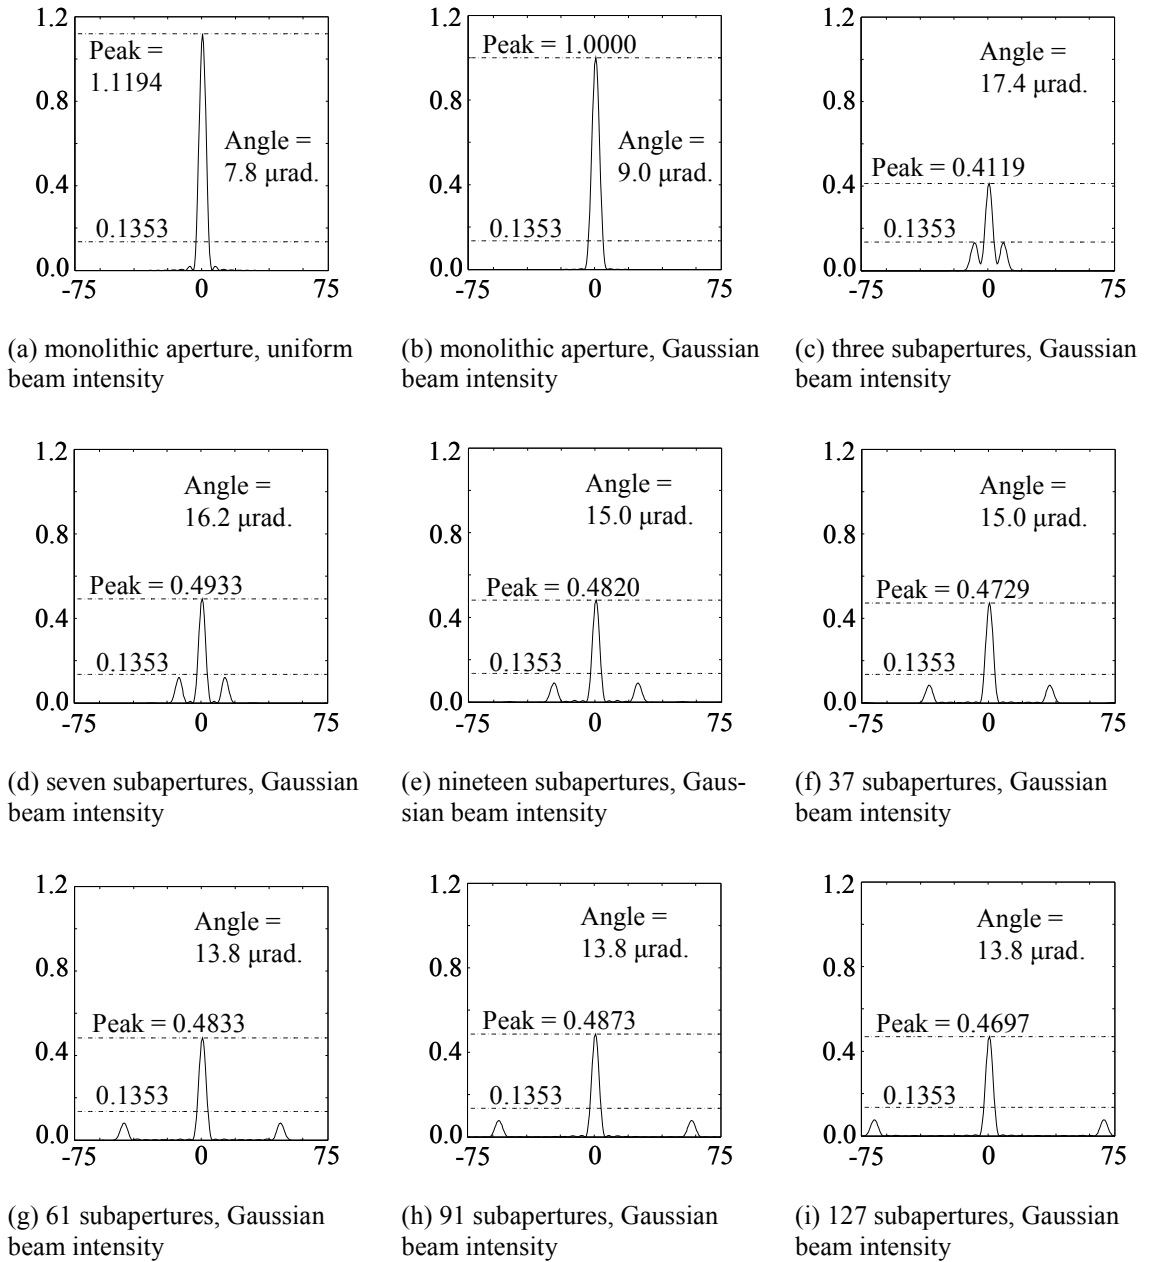 1.2
Peak =
1.1194
0.8
Angle =
7.8 μrad.
0.4
0.1353
0.0
-75 0 75
(a) monolithic aperture, uniform
beam intensity
1.2
Peak = 1.0000
0.8
Angle =
9.0 μrad.
0.4
0.1353
0.0
-75 0 75
(b) monolithic aperture, Gaussian
beam intensity
1.2
Angle =
17.4 μrad.
0.8
Peak = 0.4119
0.4
0.1353
0.0
-75 0 75
(c) three subapertures, Gaussian
beam intensity
1.2
Angle =
16.2 μrad.
0.8
Peak = 0.4933
0.4
0.1353
0.0
-75 0 75
(d) seven subapertures, Gaussian
beam intensity
1.2
Angle =
15.0 μrad.
0.8
Peak = 0.4820
0.4
0.1353
0.0
-75 0 75
(e) nineteen subapertures, Gaus-
sian beam intensity
1.2
Angle =
15.0 μrad.
0.8
Peak = 0.4729
0.4
0.1353
0.0
-75 0 75
(f) 37 subapertures, Gaussian
beam intensity
1.2
Angle =
13.8 μrad.
0.8
Peak = 0.4833
0.4
0.1353
0.0
-75 0 75
(g) 61 subapertures, Gaussian
beam intensity
1.2
Angle =
13.8 μrad.
0.8
Peak = 0.4873
0.4
0.1353
0.0
-75 0 75
(h) 91 subapertures, Gaussian
beam intensity
1.2
Angle =
13.8 μrad.
0.8
Peak = 0.4697
0.4
0.1353
0.0
-75 0 75
(i) 127 subapertures, Gaussian
beam intensity